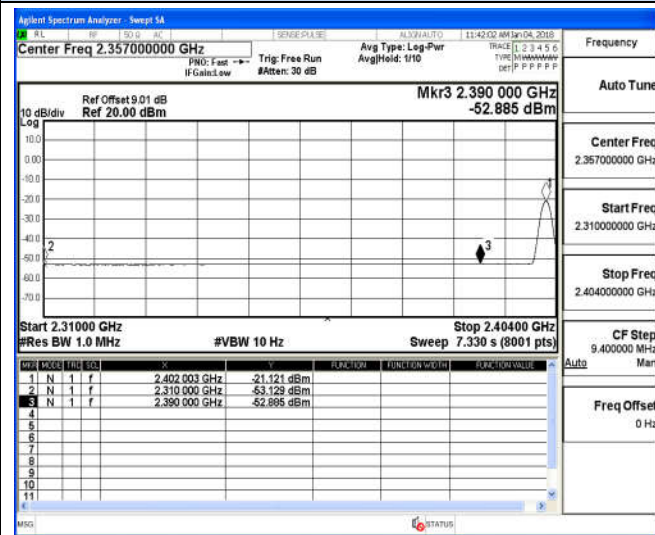 Agilent Spectrum Analyzer - Swept SA
RL RF 50 Ω AC SENSE:PULSE ALIGN AUTO 11:42:02 AM Jan 04, 2018
Center Freq 2.357000000 GHz
PNO: Fast
IFGain:Low
Trig: Free Run
#Atten: 30 dB
Avg Type: Log-Pwr
Avg|Hold: 1/10
TRACE 1 2 3 4 5 6
TYPE MWWWWW
DET P P P P P P
Frequency
Auto Tune
Center Freq
2.357000000 GHz
Start Freq
2.310000000 GHz
Stop Freq
2.404000000 GHz
CF Step
9.400000 MHz
Auto Man
Freq Offset
0 Hz
Ref Offset 9.01 dB
Ref 20.00 dBm
10 dB/div
Log
Mkr3 2.390 000 GHz
-52.885 dBm
10.0
0.00
-10.0
-20.0
-30.0
-40.0
-50.0
-60.0
-70.0
1
2
3
Start 2.31000 GHz Stop 2.40400 GHz
#Res BW 1.0 MHz #VBW 10 Hz Sweep 7.330 s (8001 pts)
MKR MODE TRC SCL X Y FUNCTION FUNCTION WIDTH FUNCTION VALUE
1 N 1 f 2.402 003 GHz -21.121 dBm
2 N 1 f 2.310 000 GHz -53.129 dBm
3 N 1 f 2.390 000 GHz -52.885 dBm
4
5
6
7
8
9
10
11
MSG STATUS